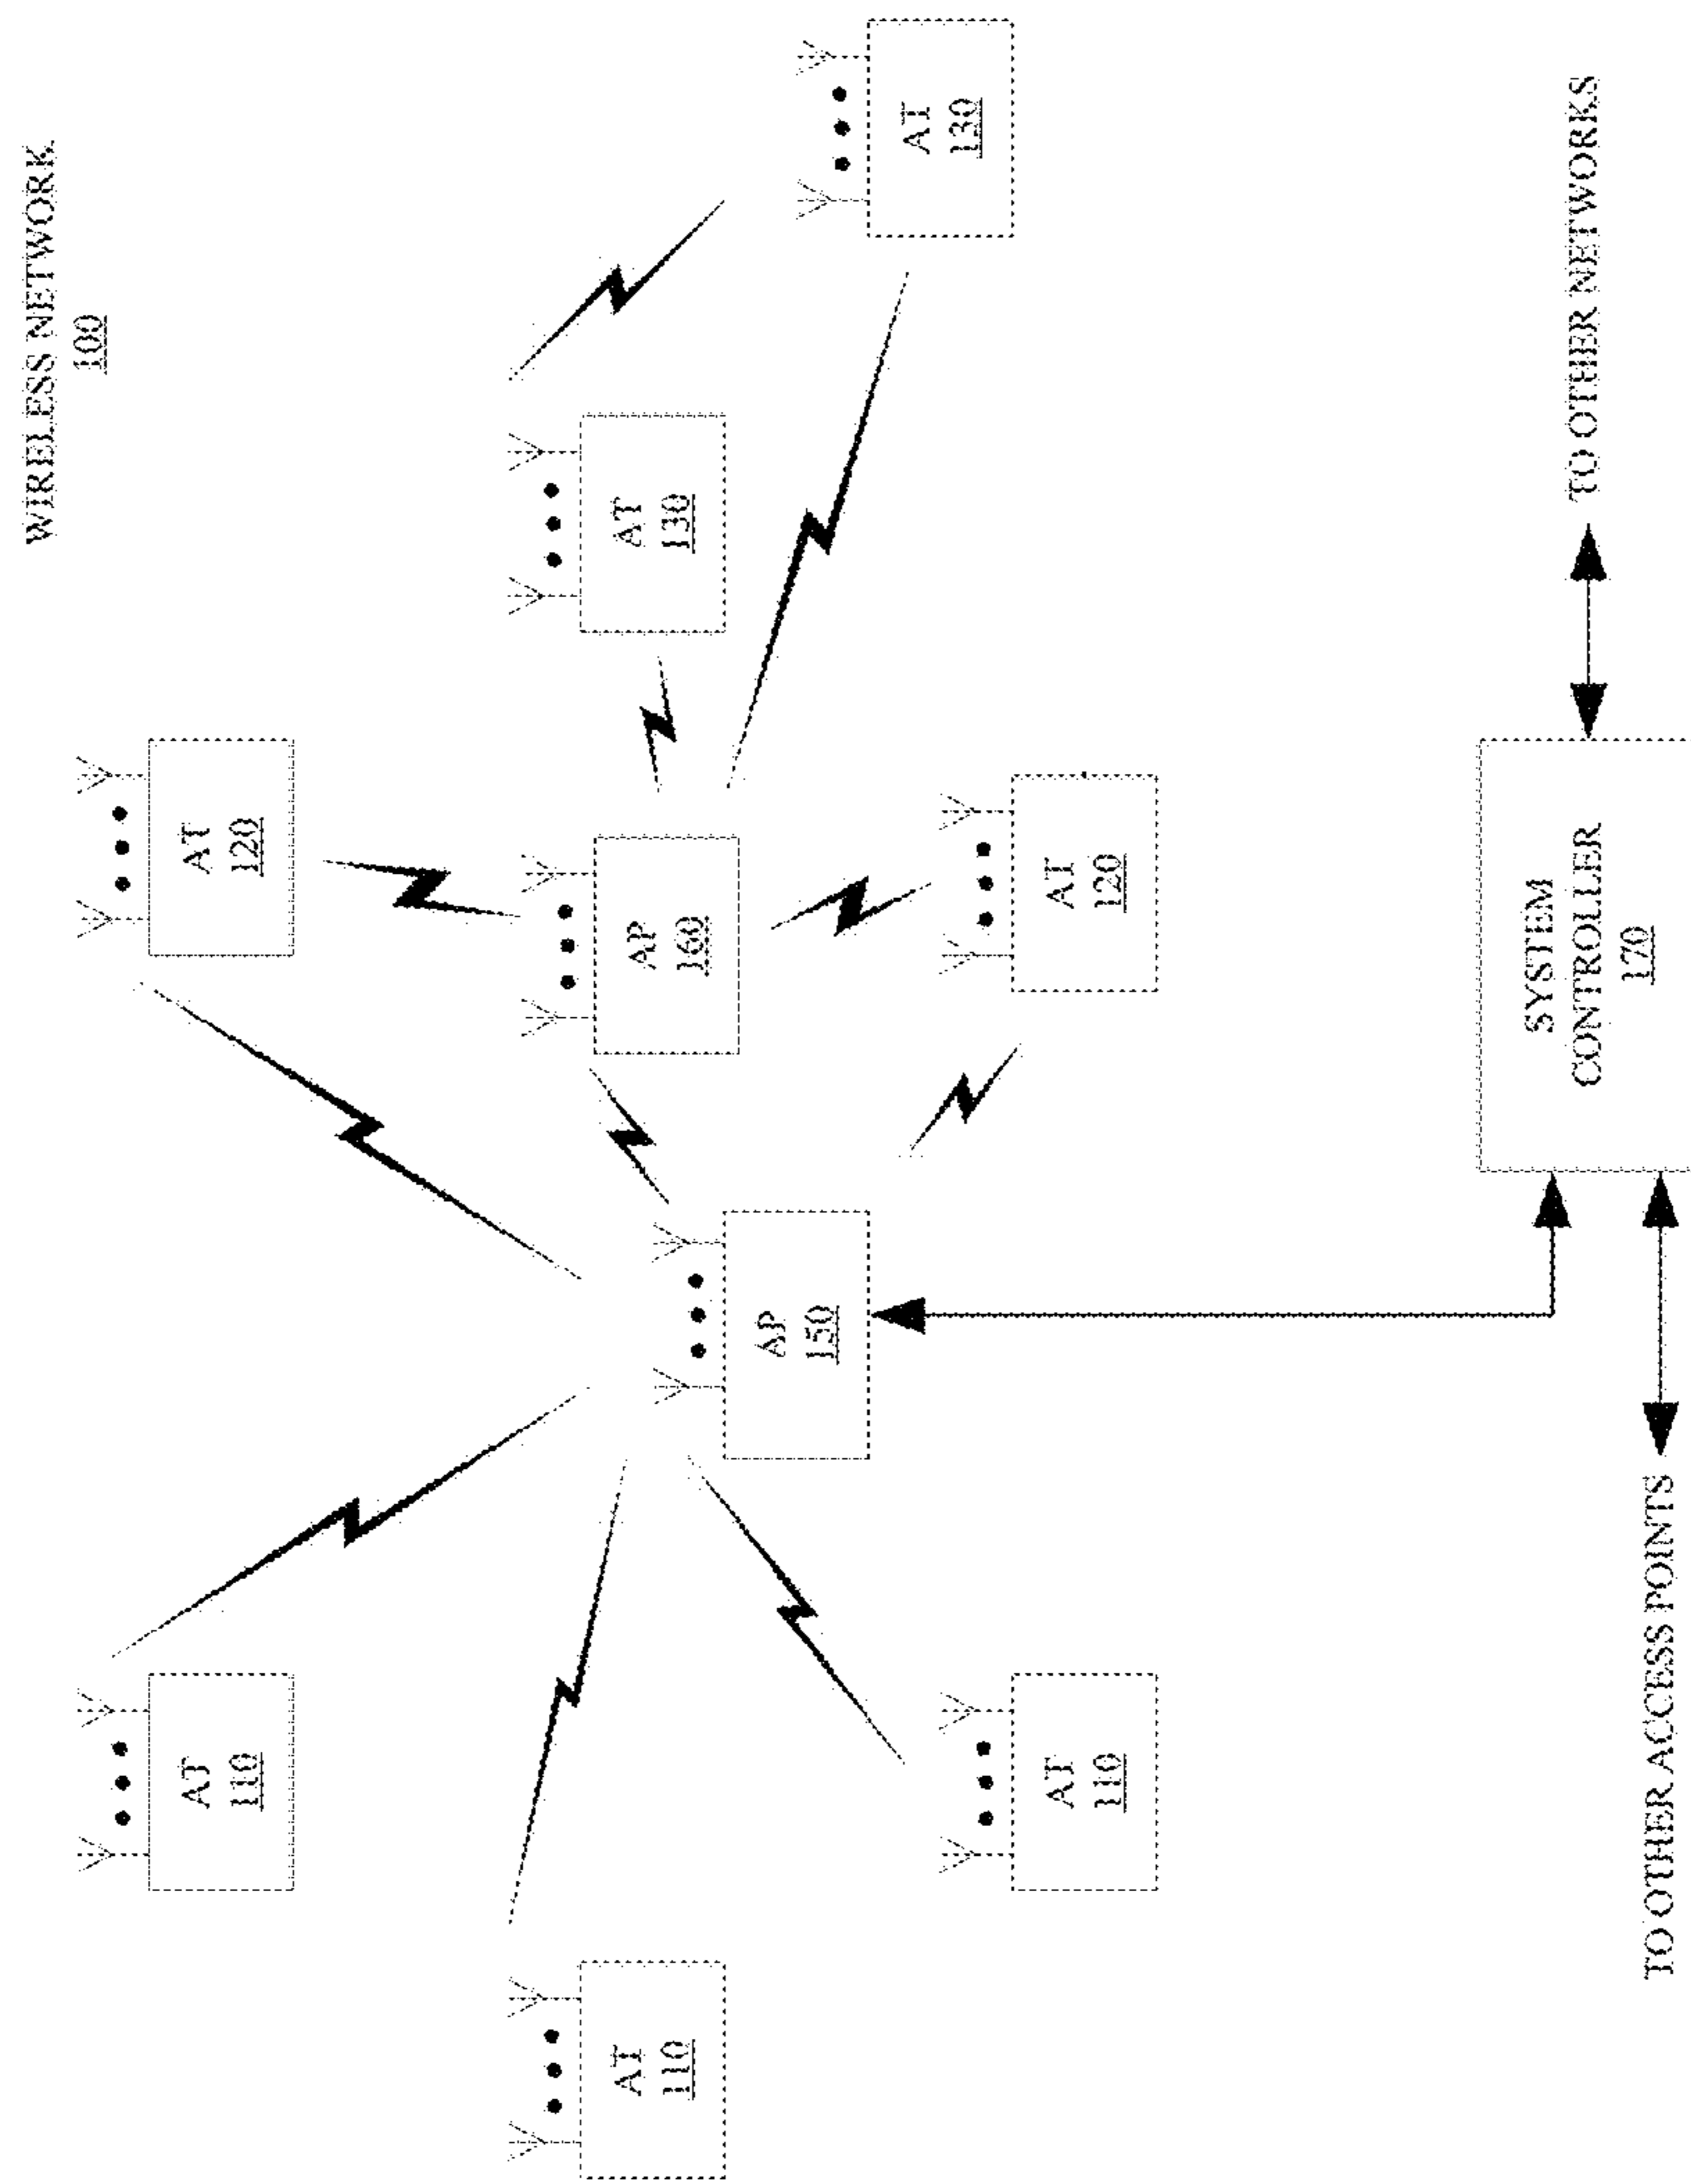 WIRELESS NETWORK
100
AT
110
AT
120
AT
110
AP
160
AT
130
AP
150
AT
130
AT
110
AT
120
SYSTEM
CONTROLLER
170
TO OTHER NETWORKS
TO OTHER ACCESS POINTS